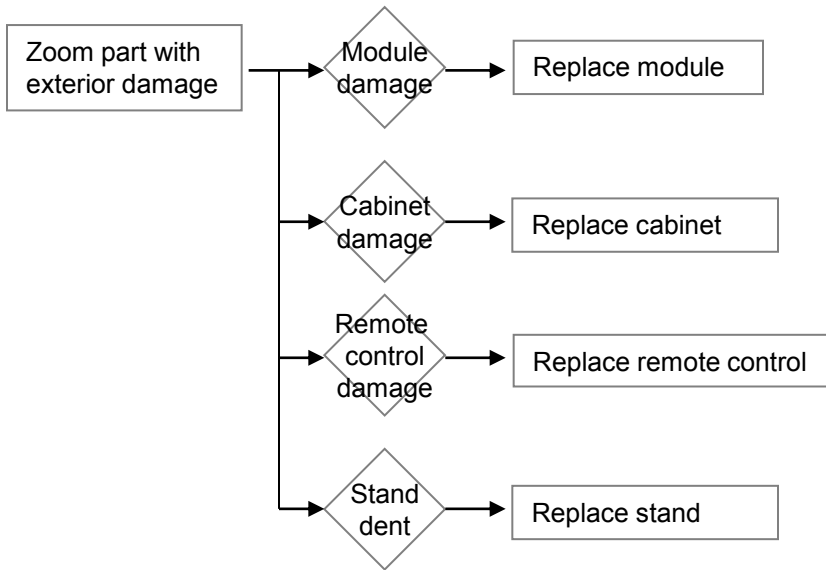 Zoom part with
exterior damage
Module
damage
Replace module
Cabinet
damage
Replace cabinet
Remote
control
damage
Replace remote control
Stand
dent
Replace stand